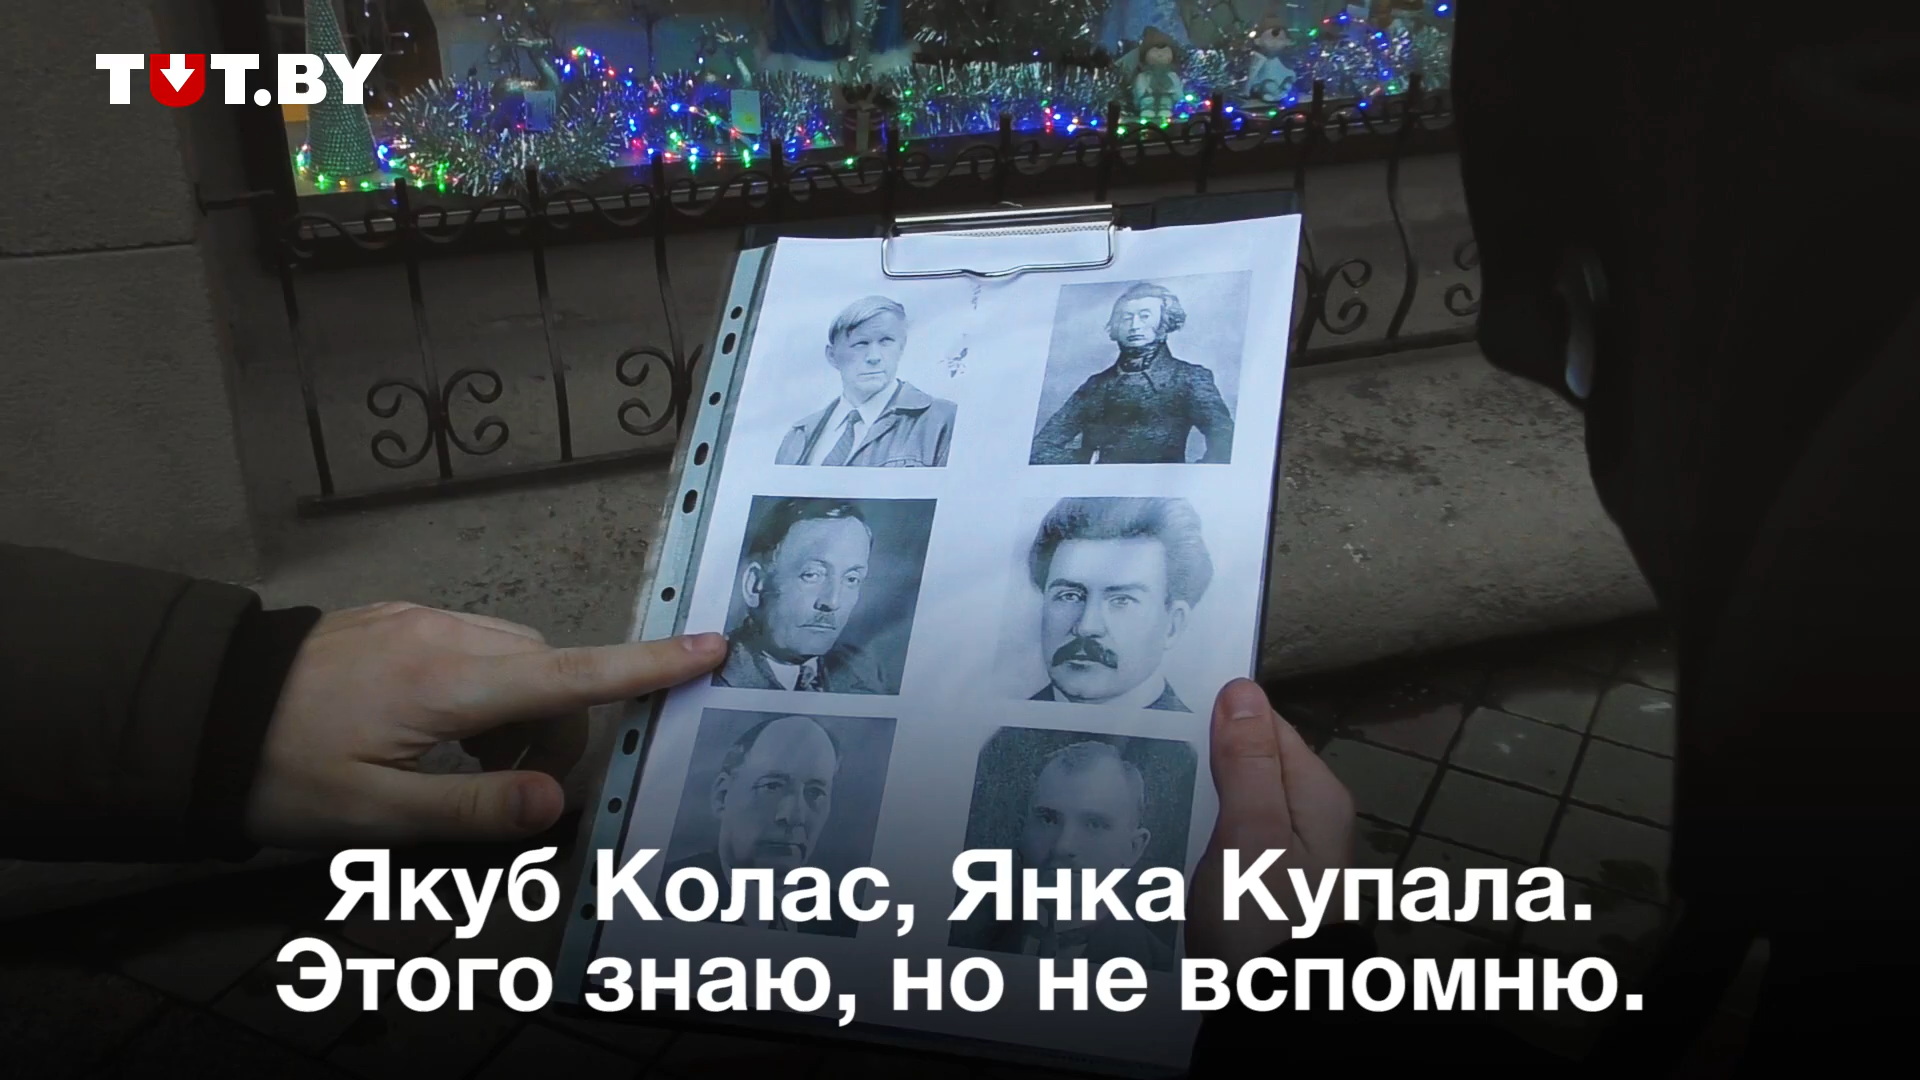 TUT.BY
Якуб Колас, Янка Купала.
Этого знаю, но не вспомню.